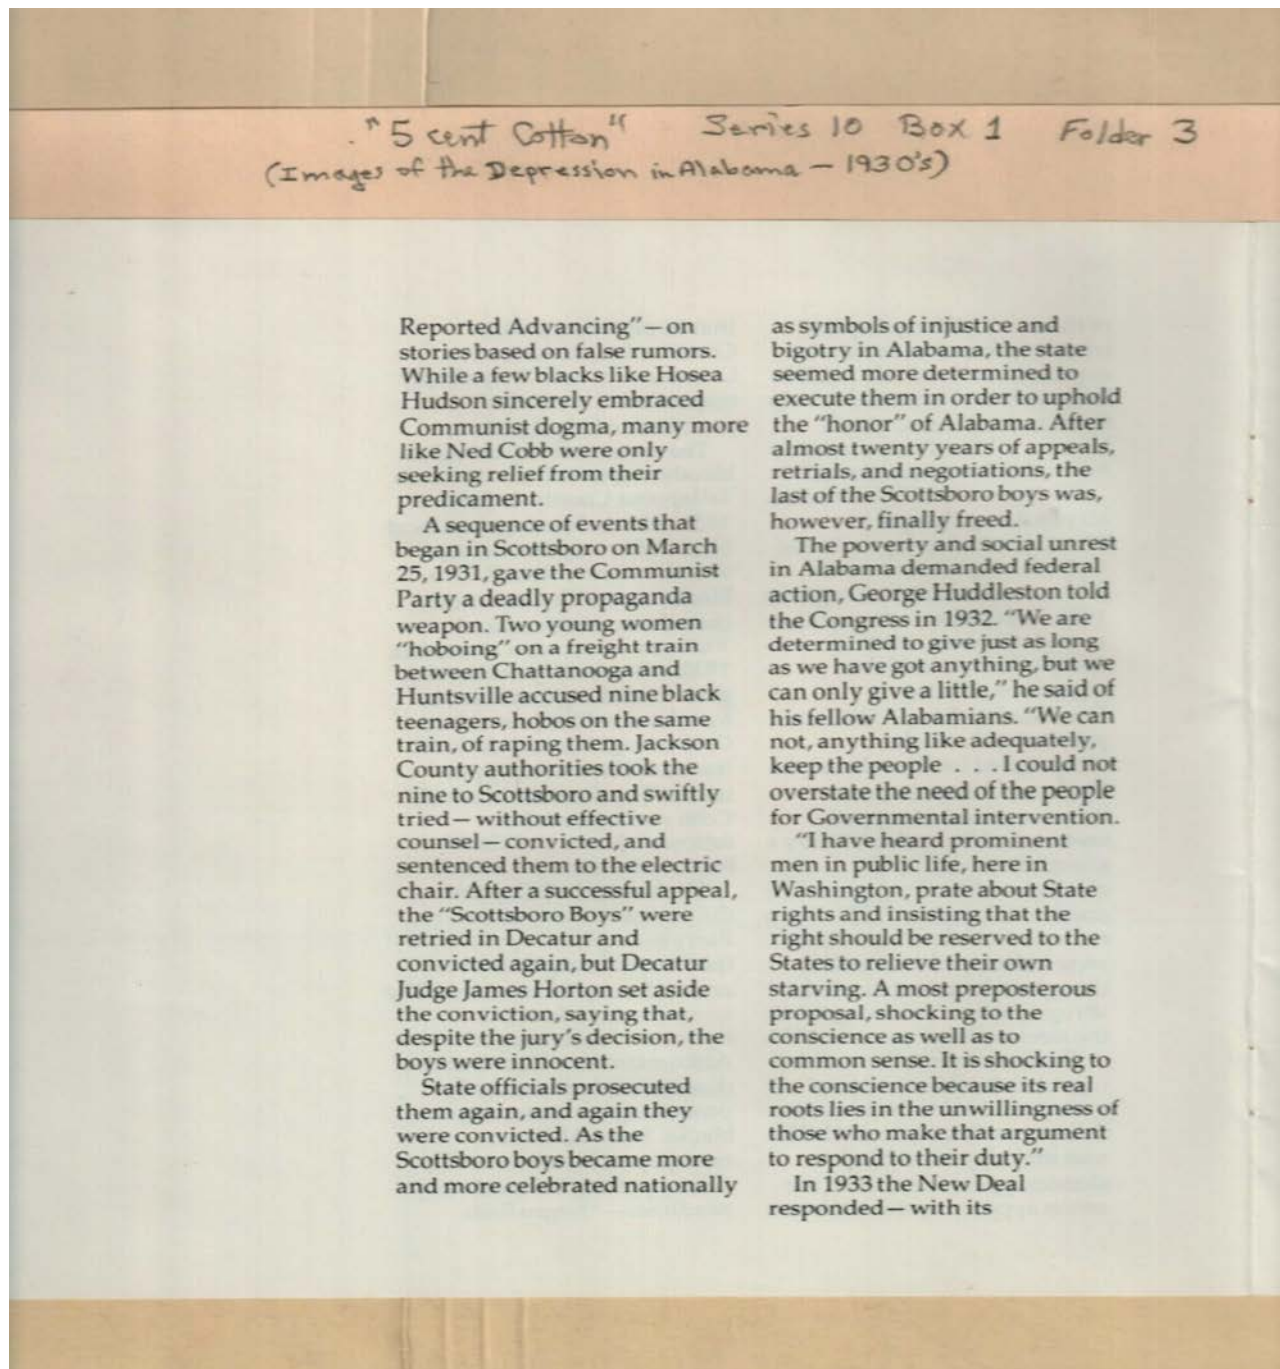 "5 cent Cotton" Series 10 Box 1 Folder 3
(Images of the Depression in Alabama — 1930's)
Reported Advancing"—on
stories based on false rumors.
While a few blacks like Hosea
Hudson sincerely embraced
Communist dogma, many more
like Ned Cobb were only
seeking relief from their
predicament.
A sequence of events that
began in Scottsboro on March
25, 1931, gave the Communist
Party a deadly propaganda
weapon. Two young women
"hoboing" on a freight train
between Chattanooga and
Huntsville accused nine black
teenagers, hobos on the same
train, of raping them. Jackson
County authorities took the
nine to Scottsboro and swiftly
tried—without effective
counsel—convicted, and
sentenced them to the electric
chair. After a successful appeal,
the "Scottsboro Boys" were
retried in Decatur and
convicted again, but Decatur
Judge James Horton set aside
the conviction, saying that,
despite the jury's decision, the
boys were innocent.
State officials prosecuted
them again, and again they
were convicted. As the
Scottsboro boys became more
and more celebrated nationally
as symbols of injustice and
bigotry in Alabama, the state
seemed more determined to
execute them in order to uphold
the "honor" of Alabama. After
almost twenty years of appeals,
retrials, and negotiations, the
last of the Scottsboro boys was,
however, finally freed.
The poverty and social unrest
in Alabama demanded federal
action, George Huddleston told
the Congress in 1932. "We are
determined to give just as long
as we have got anything, but we
can only give a little," he said of
his fellow Alabamians. "We can
not, anything like adequately,
keep the people . . . I could not
overstate the need of the people
for Governmental intervention.
"I have heard prominent
men in public life, here in
Washington, prate about State
rights and insisting that the
right should be reserved to the
States to relieve their own
starving. A most preposterous
proposal, shocking to the
conscience as well as to
common sense. It is shocking to
the conscience because its real
roots lies in the unwillingness of
those who make that argument
to respond to their duty."
In 1933 the New Deal
responded—with its